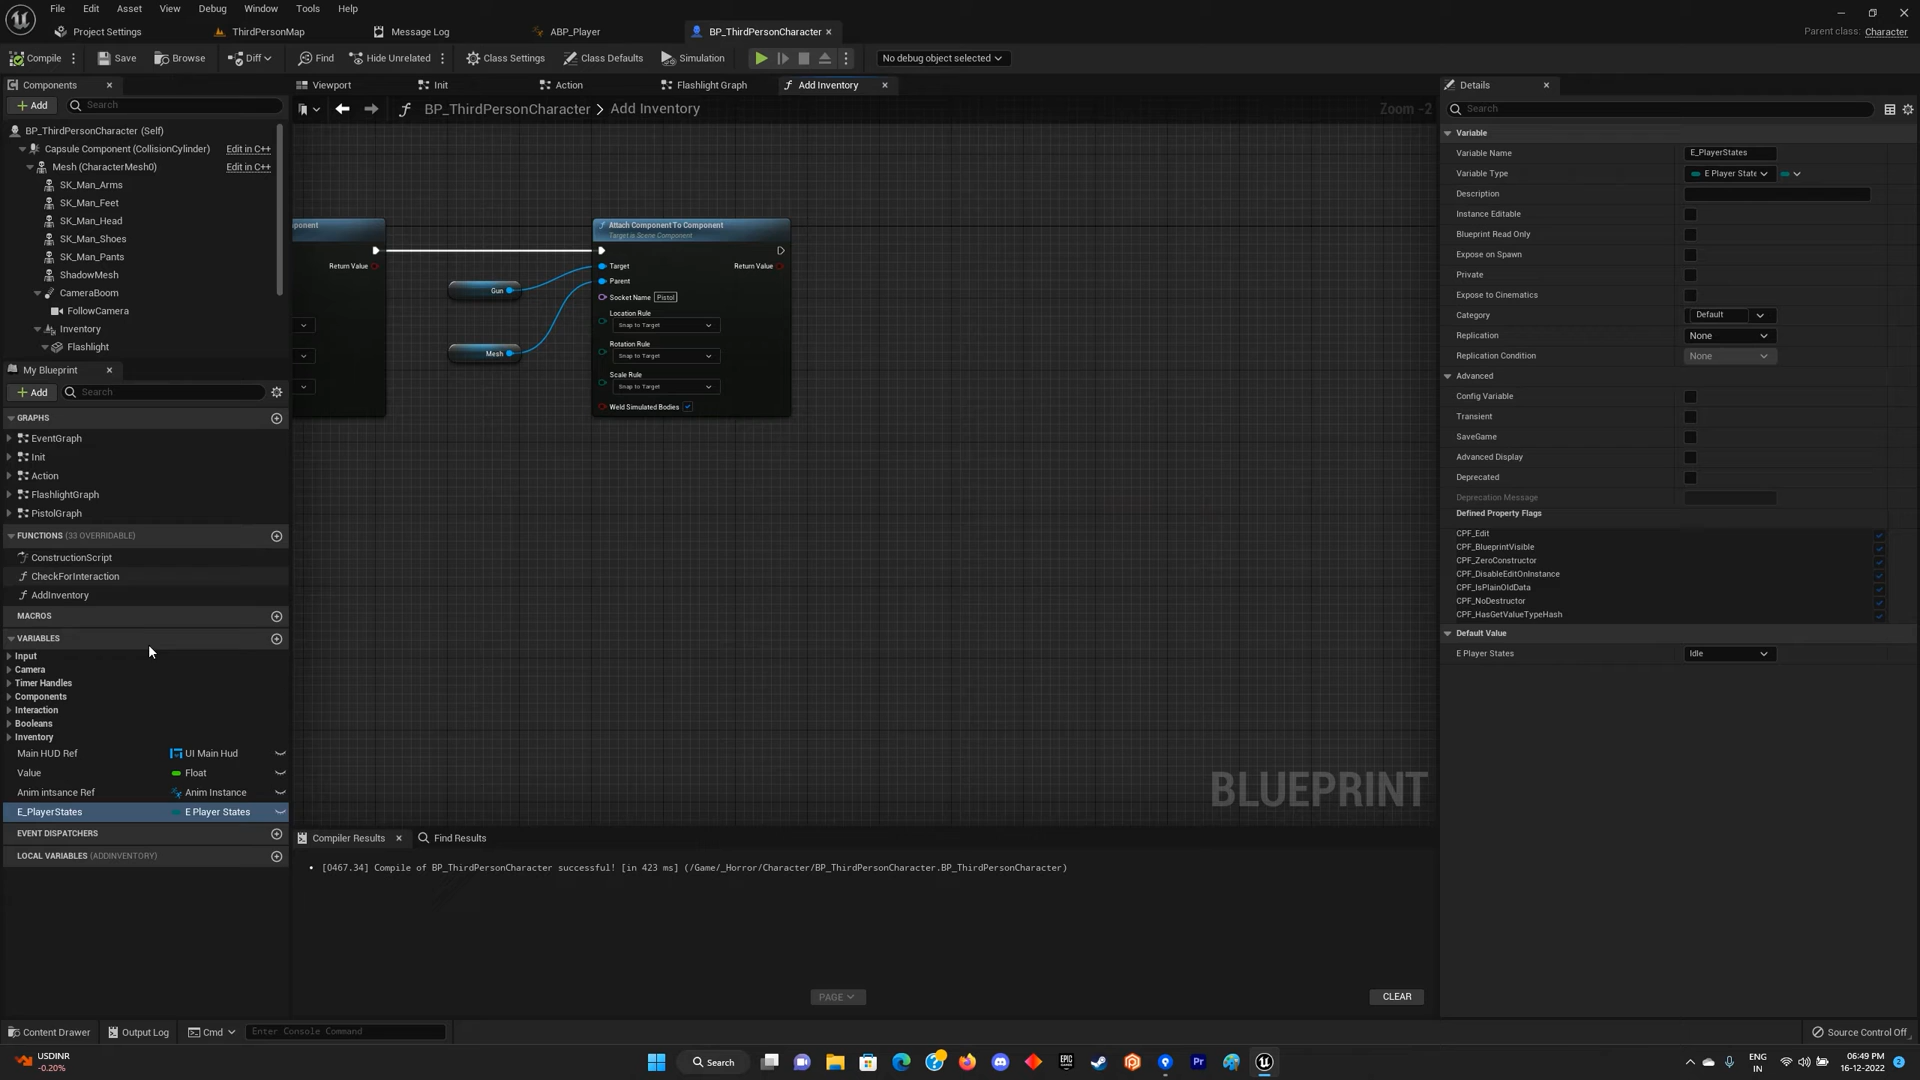 File Edit Asset View Debug Window Tools Help
Project Settings ThirdPersonMap Message Log ABP_Player BP_ThirdPersonCharacter Parent class: Character
Compile Save Browse Diff Find Hide Unrelated Class Settings Class Defaults Simulation No debug object selected
Components
Add Search
BP_ThirdPersonCharacter (Self)
Capsule Component (CollisionCylinder) Edit in C++
Mesh (CharacterMesh0) Edit in C++
SK_Man_Arms
SK_Man_Feet
SK_Man_Head
SK_Man_Shoes
SK_Man_Pants
ShadowMesh
CameraBoom
FollowCamera
Inventory
Flashlight
My Blueprint
Add Search
GRAPHS
EventGraph
Init
Action
FlashlightGraph
PistolGraph
FUNCTIONS (33 OVERRIDABLE)
ConstructionScript
CheckForInteraction
AddInventory
MACROS
VARIABLES
Input
Camera
Timer Handles
Components
Interaction
Booleans
Inventory
Main HUD Ref UI Main Hud
Value Float
Anim intsance Ref Anim Instance
E_PlayerStates E Player States
EVENT DISPATCHERS
LOCAL VARIABLES (ADDINVENTORY)
Viewport Init Action Flashlight Graph Add Inventory
BP_ThirdPersonCharacter > Add Inventory Zoom -2
ponent
Return Value
Gun
Mesh
Attach Component To Component
Target is Scene Component
Target Return Value
Parent
Socket Name Pistol
Location Rule
Snap to Target
Rotation Rule
Snap to Target
Scale Rule
Snap to Target
Weld Simulated Bodies
BLUEPRINT
Compiler Results Find Results
[0467.34] Compile of BP_ThirdPersonCharacter successful! [in 423 ms] (/Game/_Horror/Character/BP_ThirdPersonCharacter.BP_ThirdPersonCharacter)
PAGE CLEAR
Details
Search
Variable
Variable Name E_PlayerStates
Variable Type E Player State
Description
Instance Editable
Blueprint Read Only
Expose on Spawn
Private
Expose to Cinematics
Category Default
Replication None
Replication Condition None
Advanced
Config Variable
Transient
SaveGame
Advanced Display
Deprecated
Deprecation Message
Defined Property Flags
CPF_Edit
CPF_BlueprintVisible
CPF_ZeroConstructor
CPF_DisableEditOnInstance
CPF_IsPlainOldData
CPF_NoDestructor
CPF_HasGetValueTypeHash
Default Value
E Player States Idle
Content Drawer Output Log Cmd Enter Console Command Source Control Off
USDINR
-0.20%
Search
ENG
IN
06:49 PM
16-12-2022
2